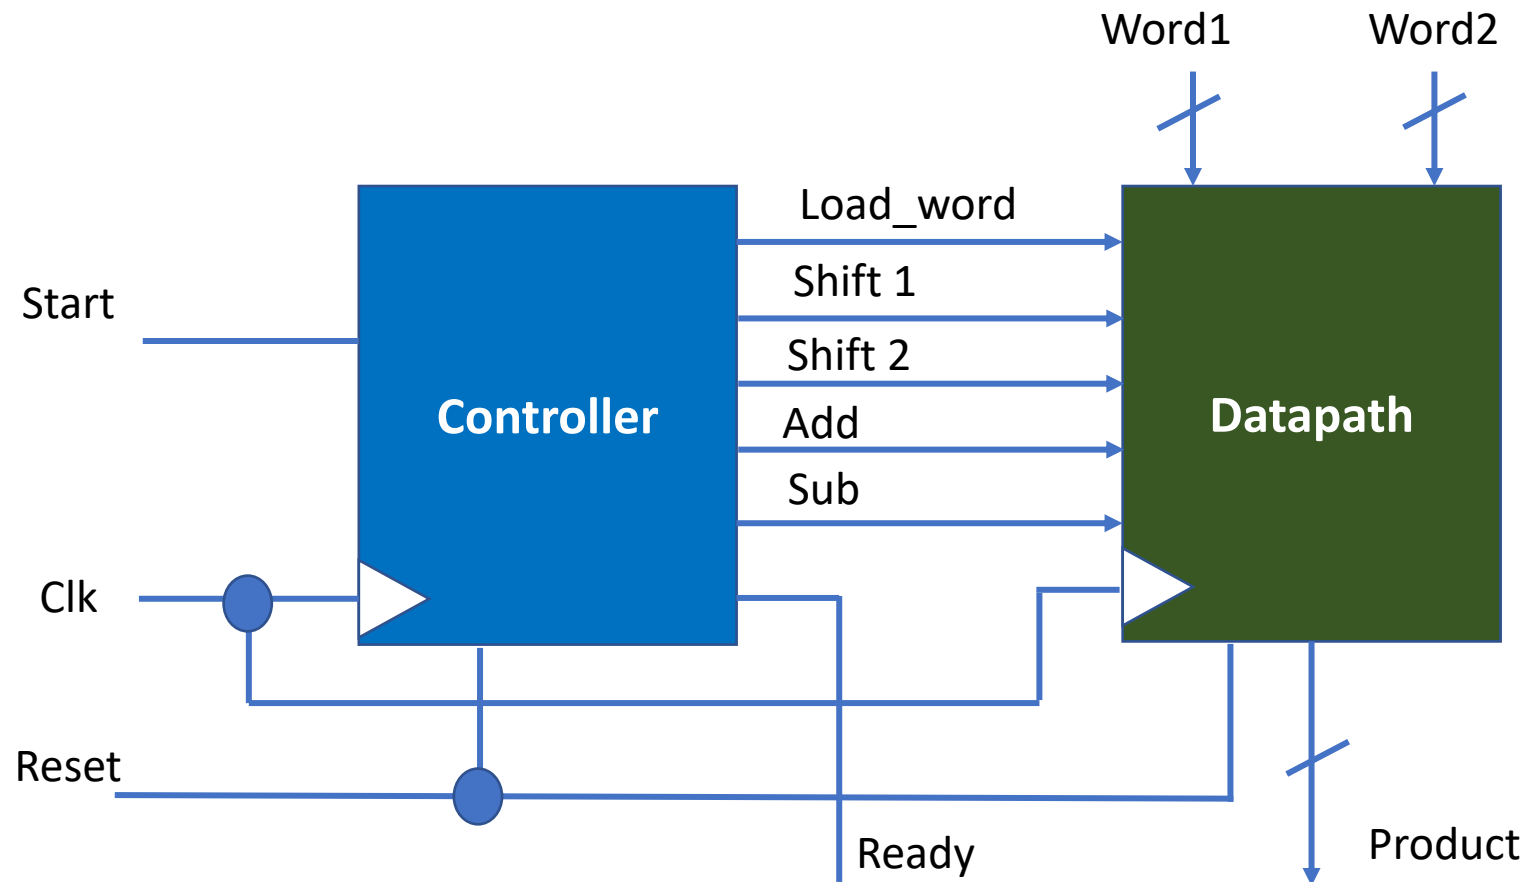 Word1
Word2
Load_word
Shift 1
Start
Shift 2
Controller
Datapath
Add
Sub
Clk
Reset
Ready
Product